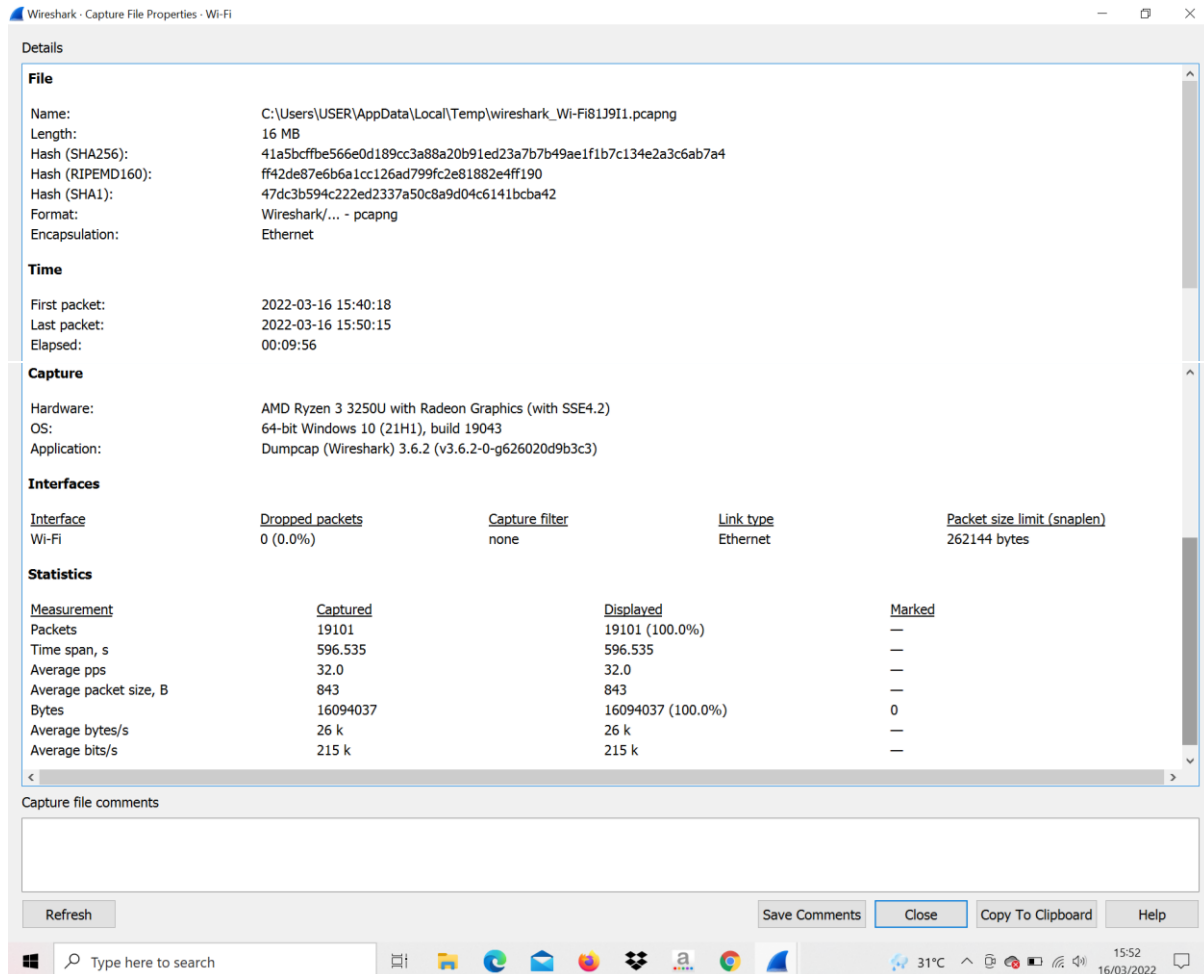 Wireshark · Capture File Properties · Wi-Fi
Details
File
Name: C:\Users\USER\AppData\Local\Temp\wireshark_Wi-Fi81J9I1.pcapng
Length: 16 MB
Hash (SHA256): 41a5bcffbe566e0d189cc3a88a20b91ed23a7b7b49ae1f1b7c134e2a3c6ab7a4
Hash (RIPEMD160): ff42de87e6b6a1cc126ad799fc2e81882e4ff190
Hash (SHA1): 47dc3b594c222ed2337a50c8a9d04c6141bcba42
Format: Wireshark/... - pcapng
Encapsulation: Ethernet
Time
First packet: 2022-03-16 15:40:18
Last packet: 2022-03-16 15:50:15
Elapsed: 00:09:56
Capture
Hardware: AMD Ryzen 3 3250U with Radeon Graphics (with SSE4.2)
OS: 64-bit Windows 10 (21H1), build 19043
Application: Dumpcap (Wireshark) 3.6.2 (v3.6.2-0-g626020d9b3c3)
Interfaces
Interface Dropped packets Capture filter Link type Packet size limit (snaplen)
Wi-Fi 0 (0.0%) none Ethernet 262144 bytes
Statistics
Measurement Captured Displayed Marked
Packets 19101 19101 (100.0%) —
Time span, s 596.535 596.535 —
Average pps 32.0 32.0 —
Average packet size, B 843 843 —
Bytes 16094037 16094037 (100.0%) 0
Average bytes/s 26 k 26 k —
Average bits/s 215 k 215 k —
Capture file comments
Refresh Save Comments Close Copy To Clipboard Help
Type here to search a 31°C 15:52
16/03/2022